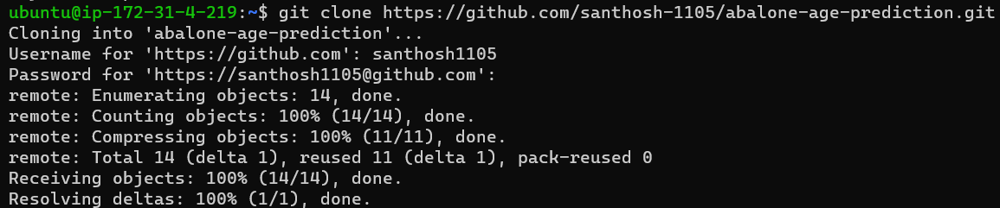 ubuntu@ip-172-31-4-219:~$ git clone https://github.com/santhosh-1105/abalone-age-prediction.git
Cloning into 'abalone-age-prediction'...
Username for 'https://github.com': santhosh1105
Password for 'https://santhosh1105@github.com':
remote: Enumerating objects: 14, done.
remote: Counting objects: 100% (14/14), done.
remote: Compressing objects: 100% (11/11), done.
remote: Total 14 (delta 1), reused 11 (delta 1), pack-reused 0
Receiving objects: 100% (14/14), done.
Resolving deltas: 100% (1/1), done.